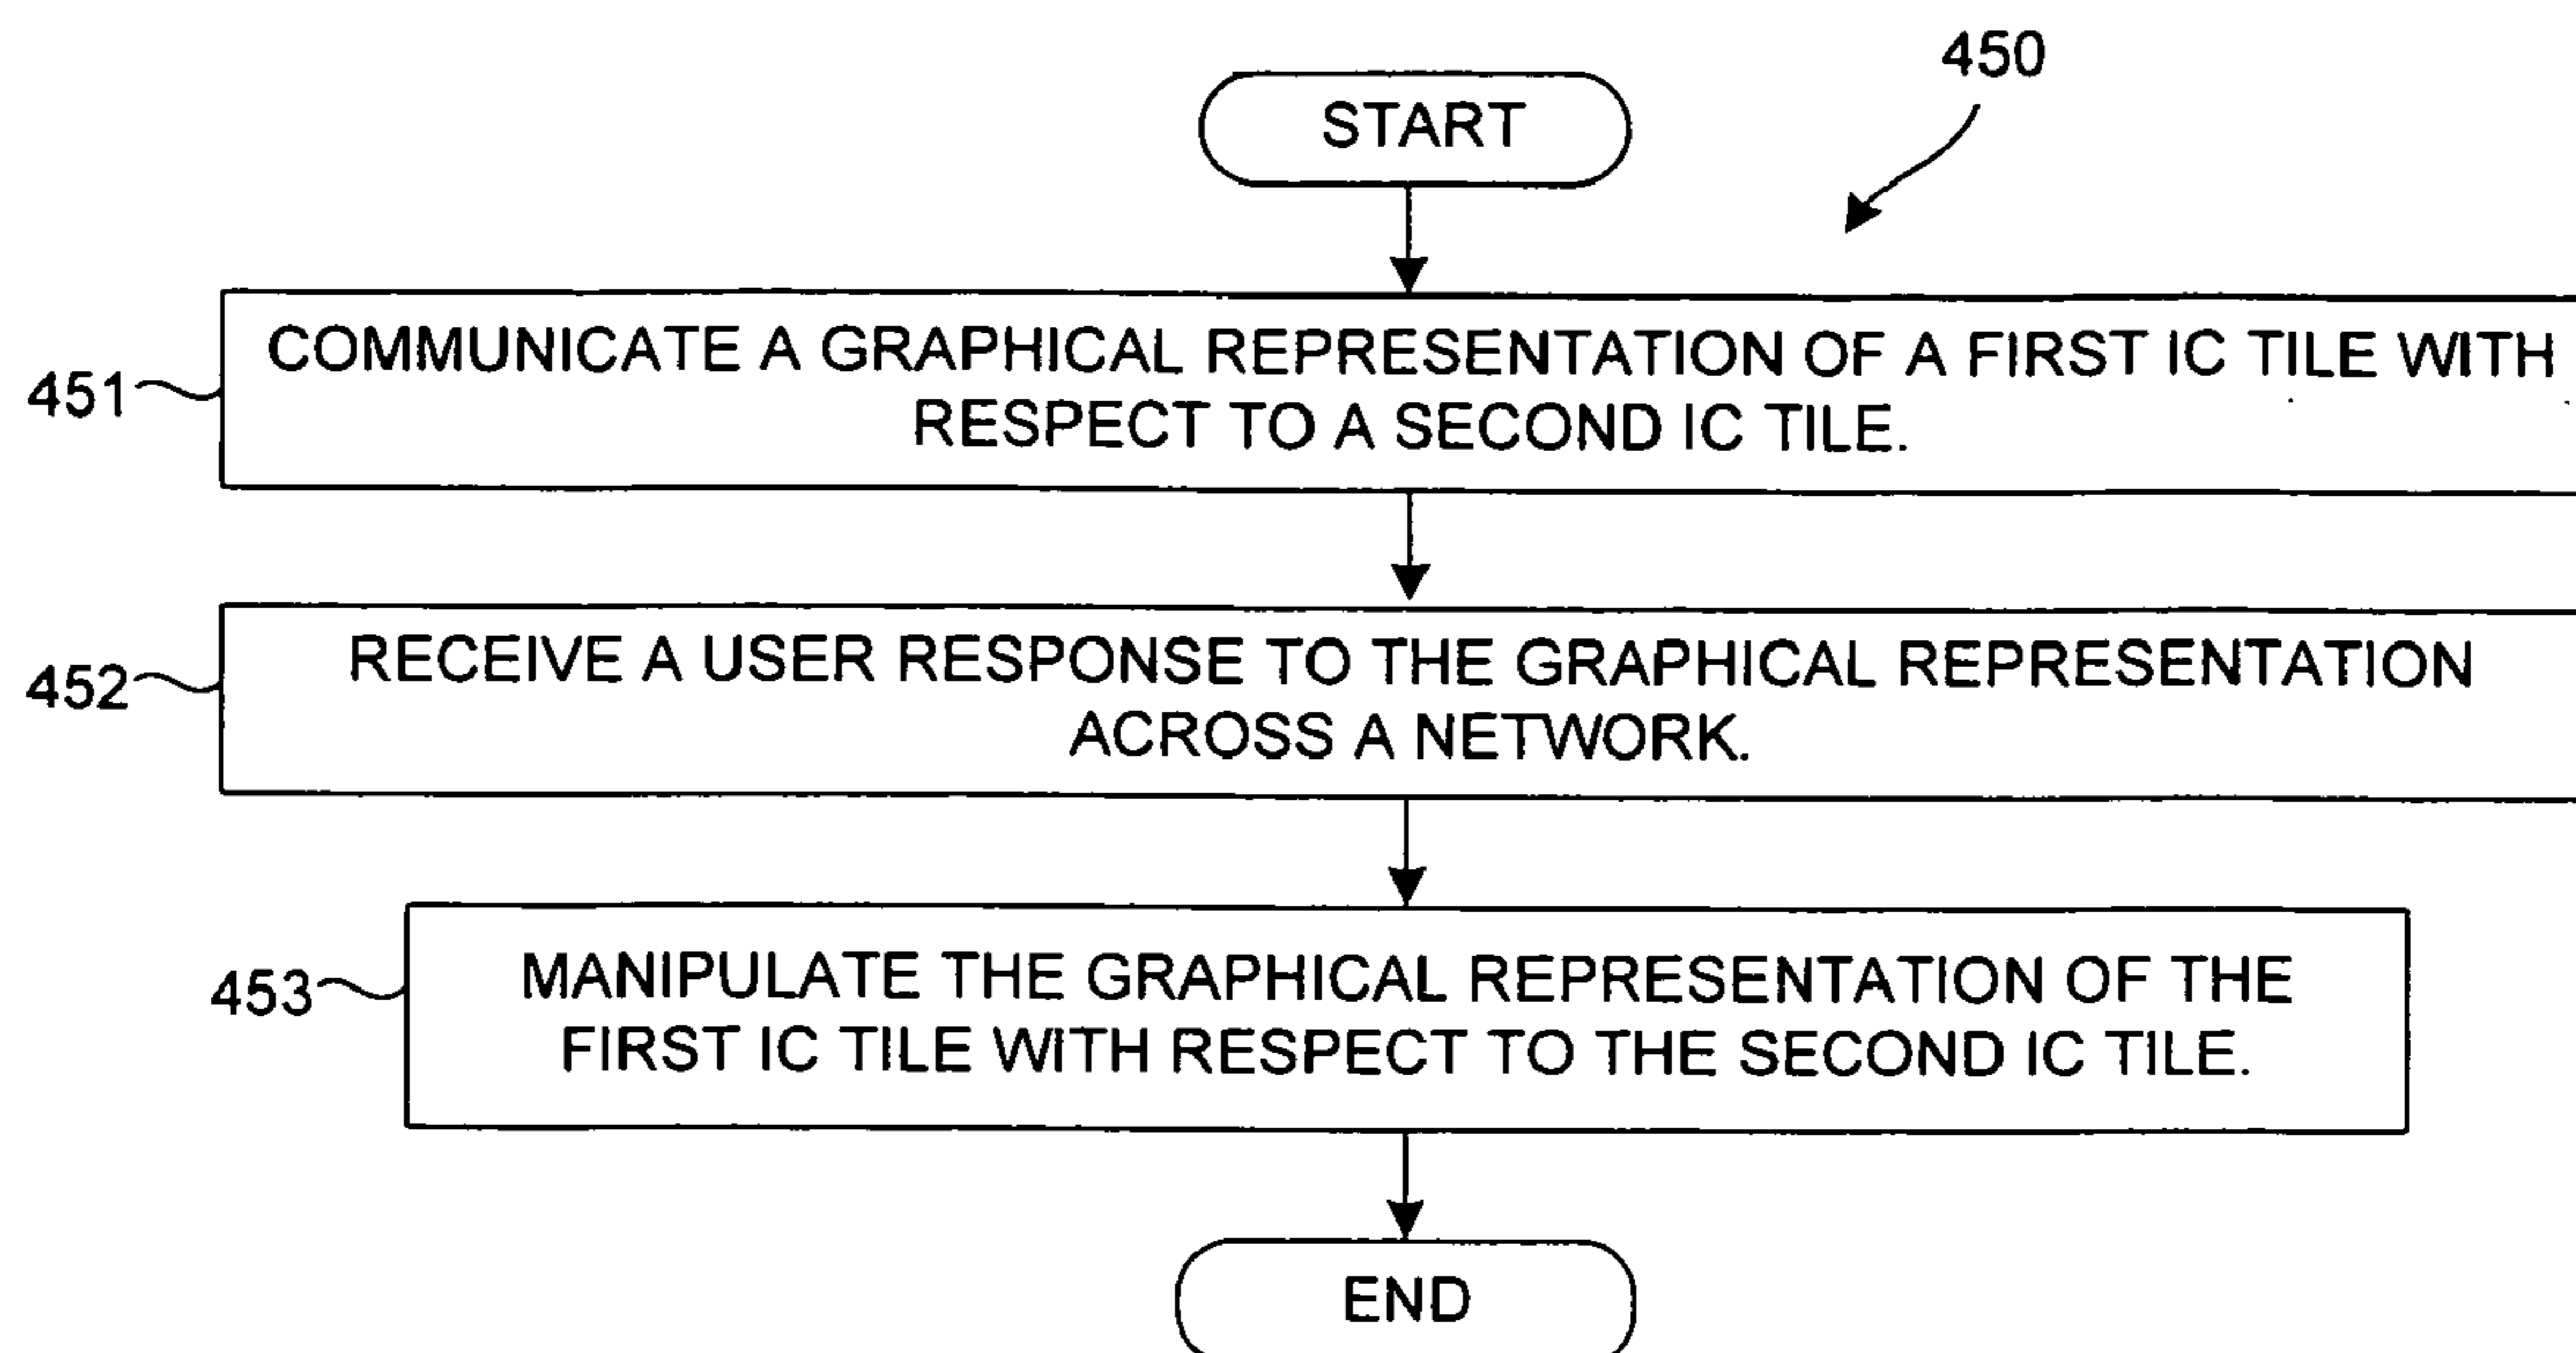 450
START
451
COMMUNICATE A GRAPHICAL REPRESENTATION OF A FIRST IC TILE WITH
RESPECT TO A SECOND IC TILE.
452
RECEIVE A USER RESPONSE TO THE GRAPHICAL REPRESENTATION
ACROSS A NETWORK.
453
MANIPULATE THE GRAPHICAL REPRESENTATION OF THE
FIRST IC TILE WITH RESPECT TO THE SECOND IC TILE.
END